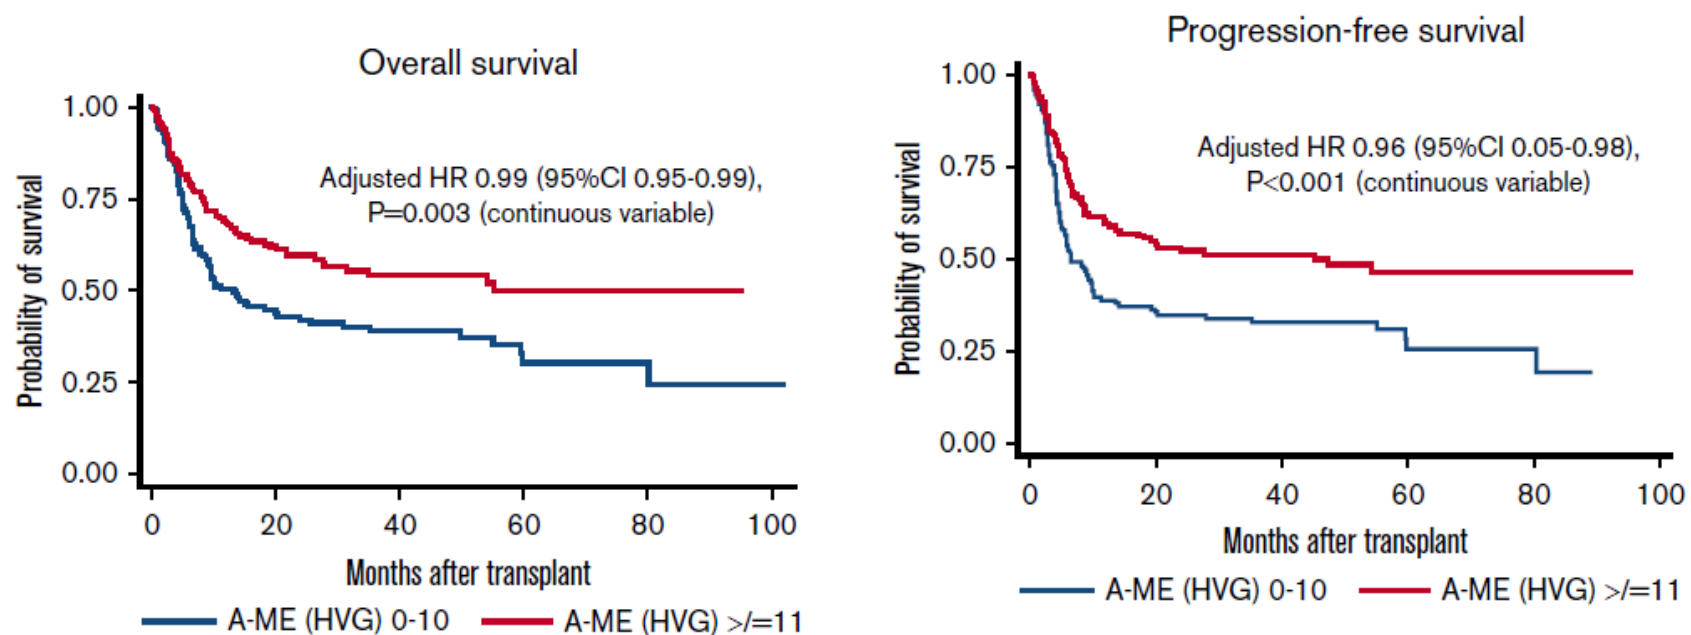 Overall survival
Adjusted HR 0.99 (95%CI 0.95-0.99),
P=0.003 (continuous variable)
Probability of survival
1.00
0.75
0.50
0.25
0.00
0 20 40 60 80 100
Months after transplant
A-ME (HVG) 0-10 A-ME (HVG) >/=11
Progression-free survival
Adjusted HR 0.96 (95%CI 0.05-0.98),
P<0.001 (continuous variable)
Probability of survival
1.00
0.75
0.50
0.25
0.00
0 20 40 60 80 100
Months after transplant
A-ME (HVG) 0-10 A-ME (HVG) >/=11